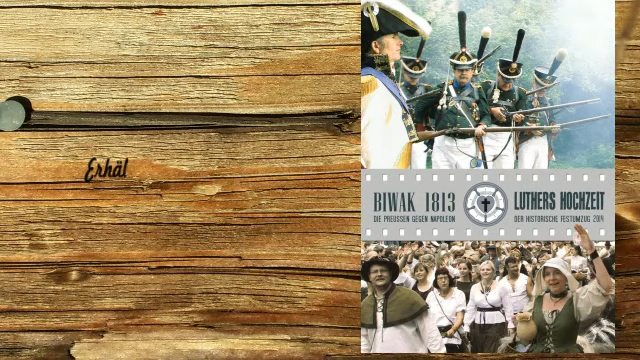 Erhäl
BIWAK 1813
DIE PREUSSEN GEGEN NAPOLEON
LUTHERS HOCHZEIT
DER HISTORISCHE FESTUMZUG 2014